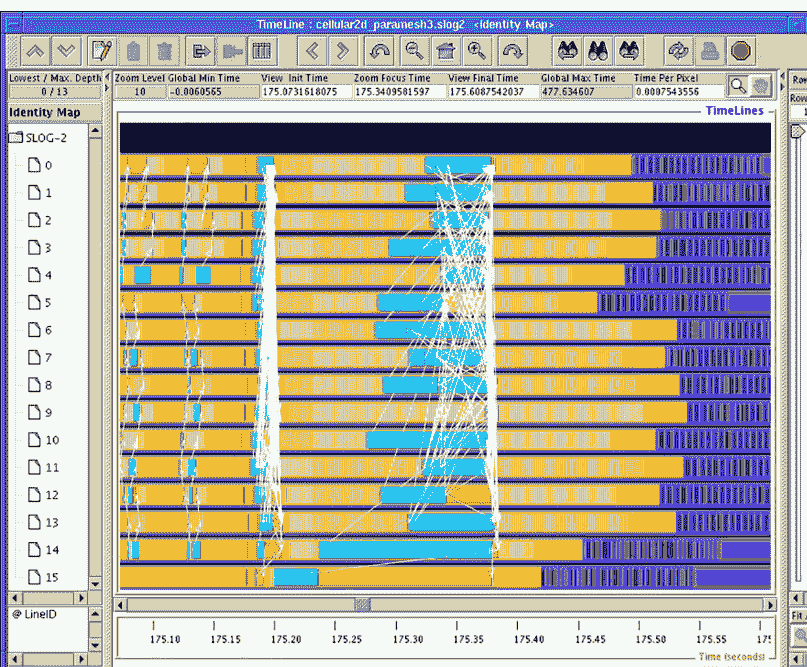 TimeLine : cellular2d_paramesh3.slog2 <Identity Map>
Lowest / Max. Depth
0 / 13
Zoom Level
10
Global Min Time
-0.0060565
View Init Time
175.0731618075
Zoom Focus Time
175.3409581597
View Final Time
175.6087542037
Global Max Time
477.634607
Time Per Pixel
0.0007543556
Row
Row
Identity Map
TimeLines
SLOG-2
0
1
2
3
4
5
6
7
8
9
10
11
12
13
14
15
@ LineID
Fit
175.10
175.15
175.20
175.25
175.30
175.35
175.40
175.45
175.50
175.55
Time (seconds)